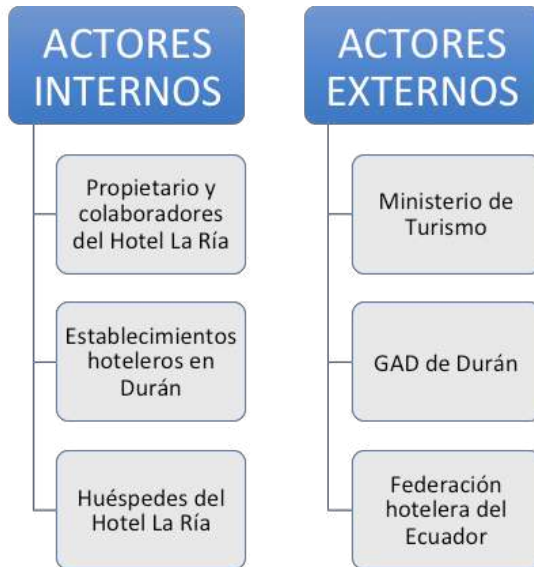 ACTORES
INTERNOS
Propietario y
colaboradores
del Hotel La Ría
Establecimientos
hoteleros en
Durán
Huéspedes del
Hotel La Ría
ACTORES
EXTERNOS
Ministerio de
Turismo
GAD de Durán
Federación
hotelera del
Ecuador